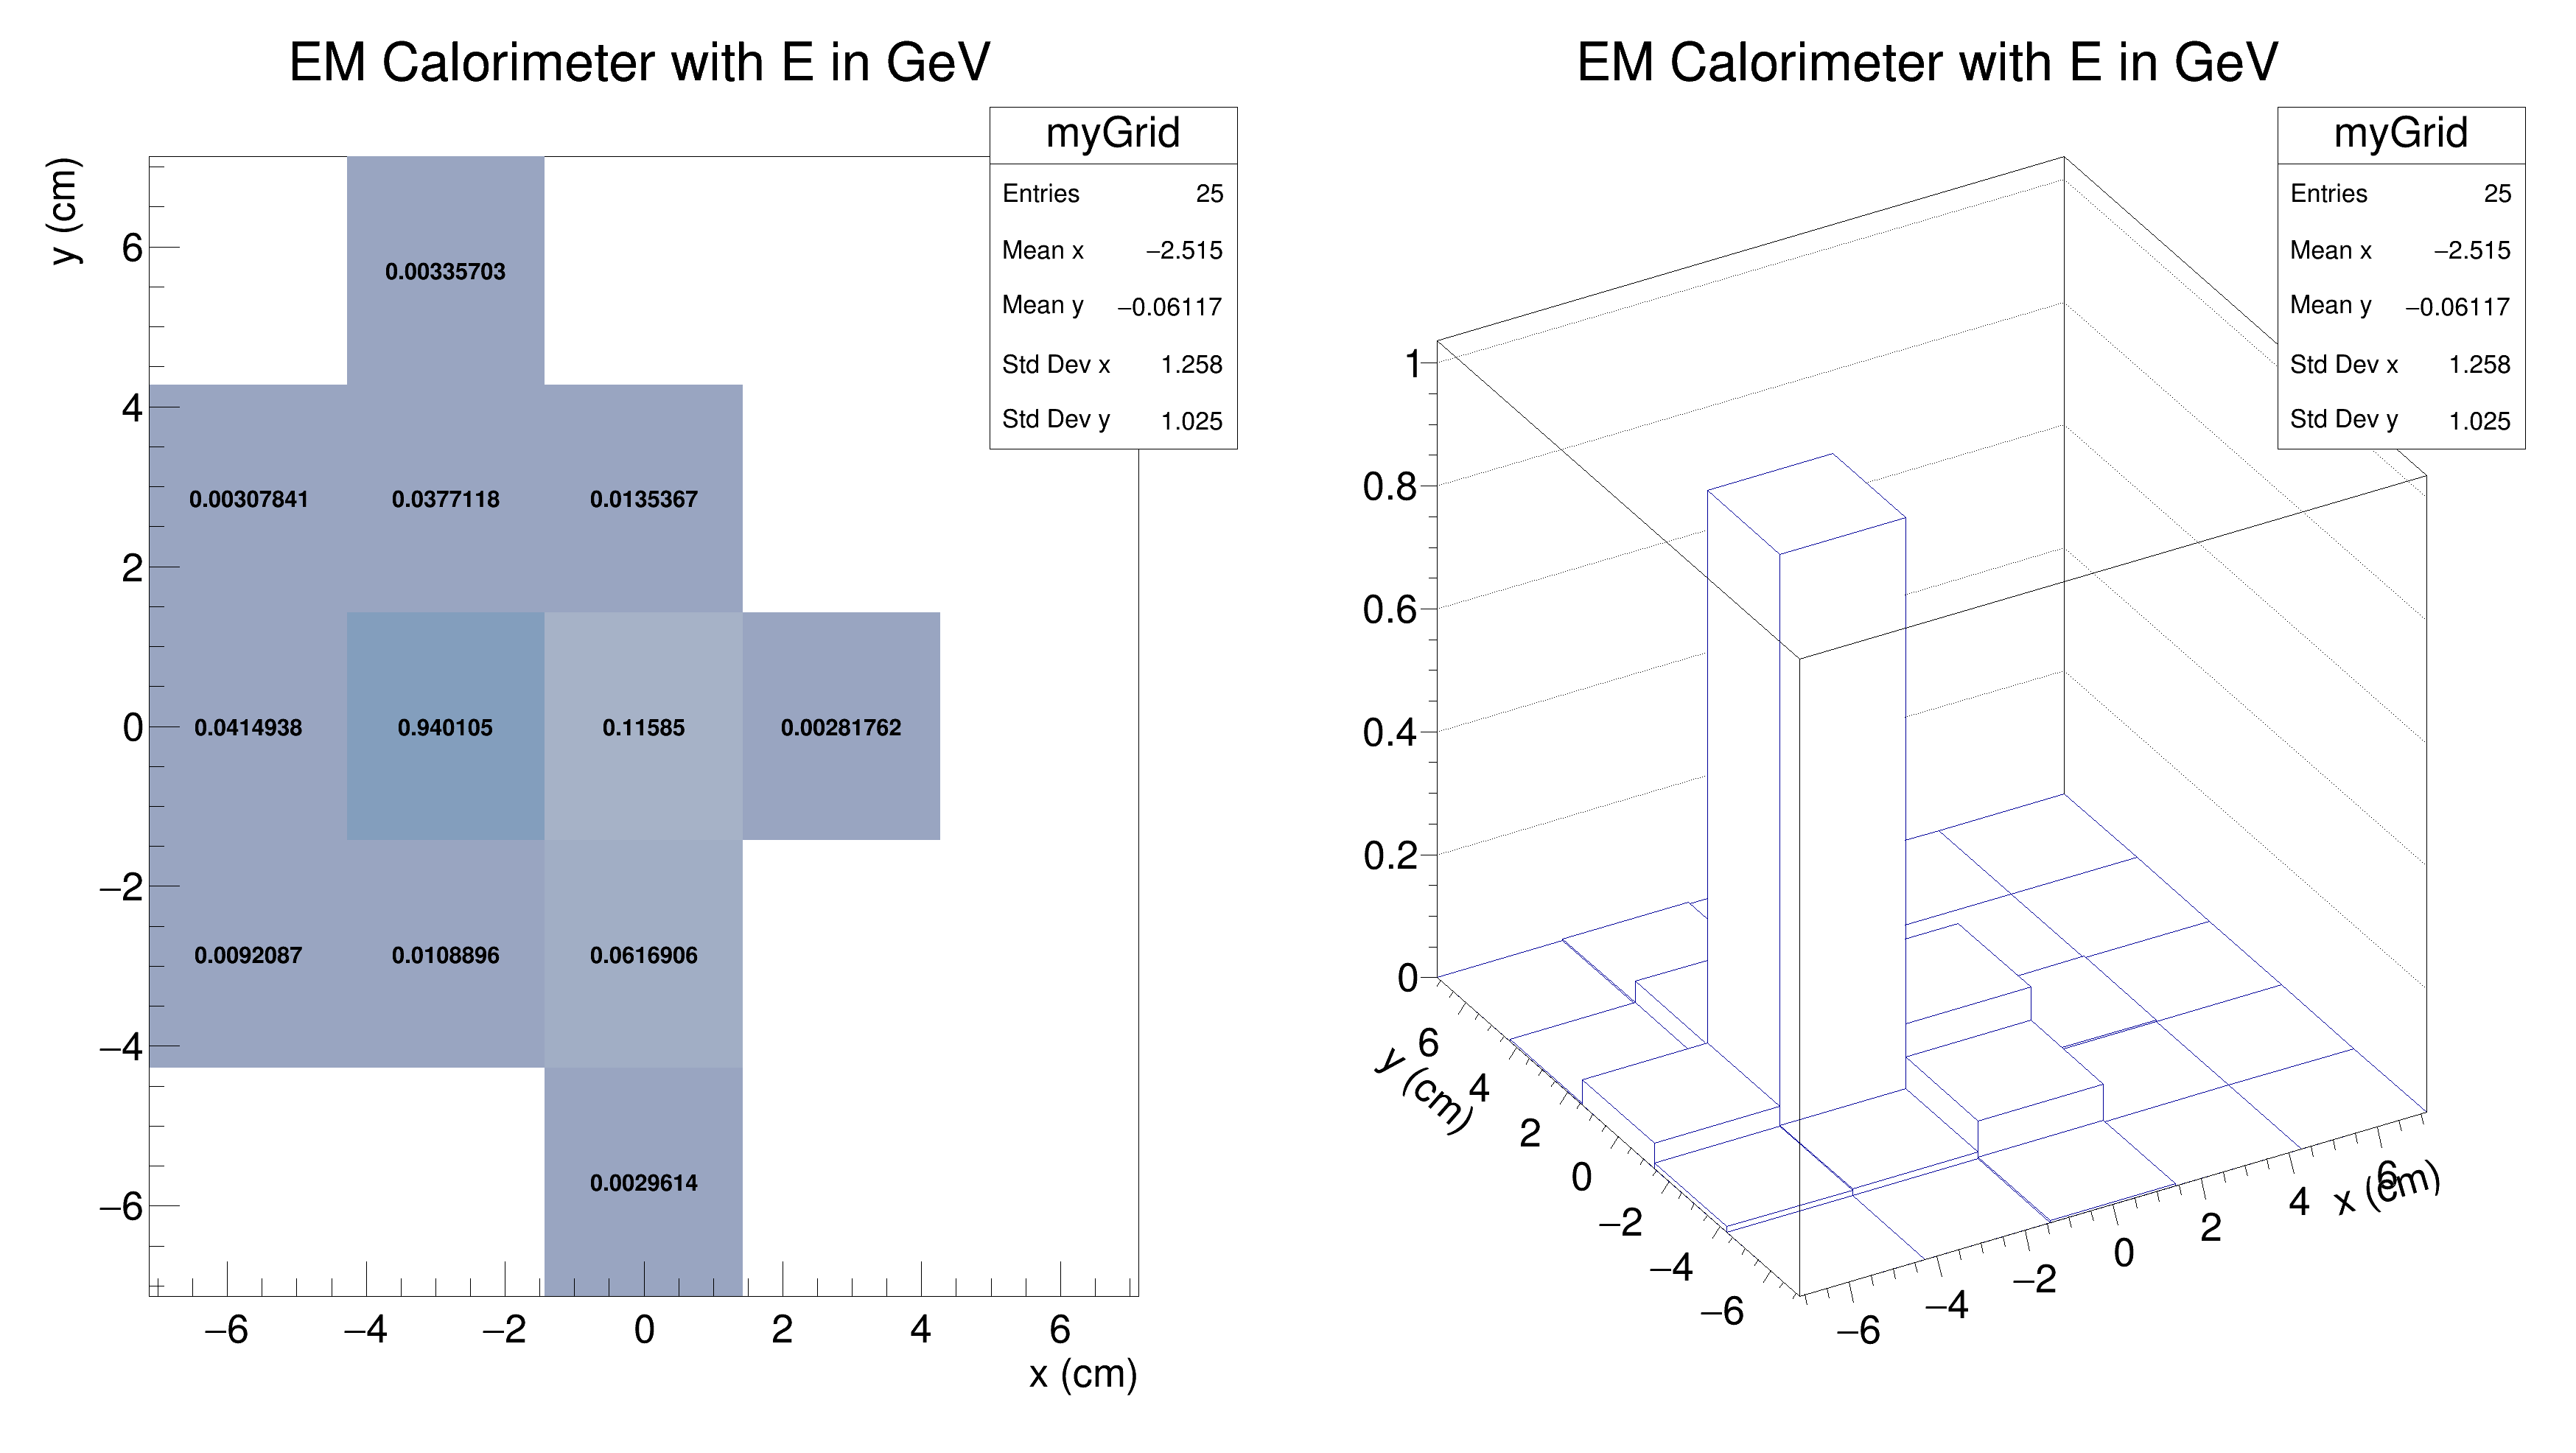 EM Calorimeter with E in GeV
myGrid
Entries 25
Mean x −2.515
Mean y −0.06117
Std Dev x 1.258
Std Dev y 1.025
y (cm)
6
4
2
0
−2
−4
−6
0.00335703
0.00307841 0.0377118 0.0135367
0.0414938 0.940105 0.11585 0.00281762
0.0092087 0.0108896 0.0616906
0.0029614
−6 −4 −2 0 2 4 6
x (cm)
EM Calorimeter with E in GeV
myGrid
Entries 25
Mean x −2.515
Mean y −0.06117
Std Dev x 1.258
Std Dev y 1.025
1
0.8
0.6
0.4
0.2
0
6
4
2
0
−2
−4
−6
y (cm)
−6 −4 −2 0 2 4 6
x (cm)